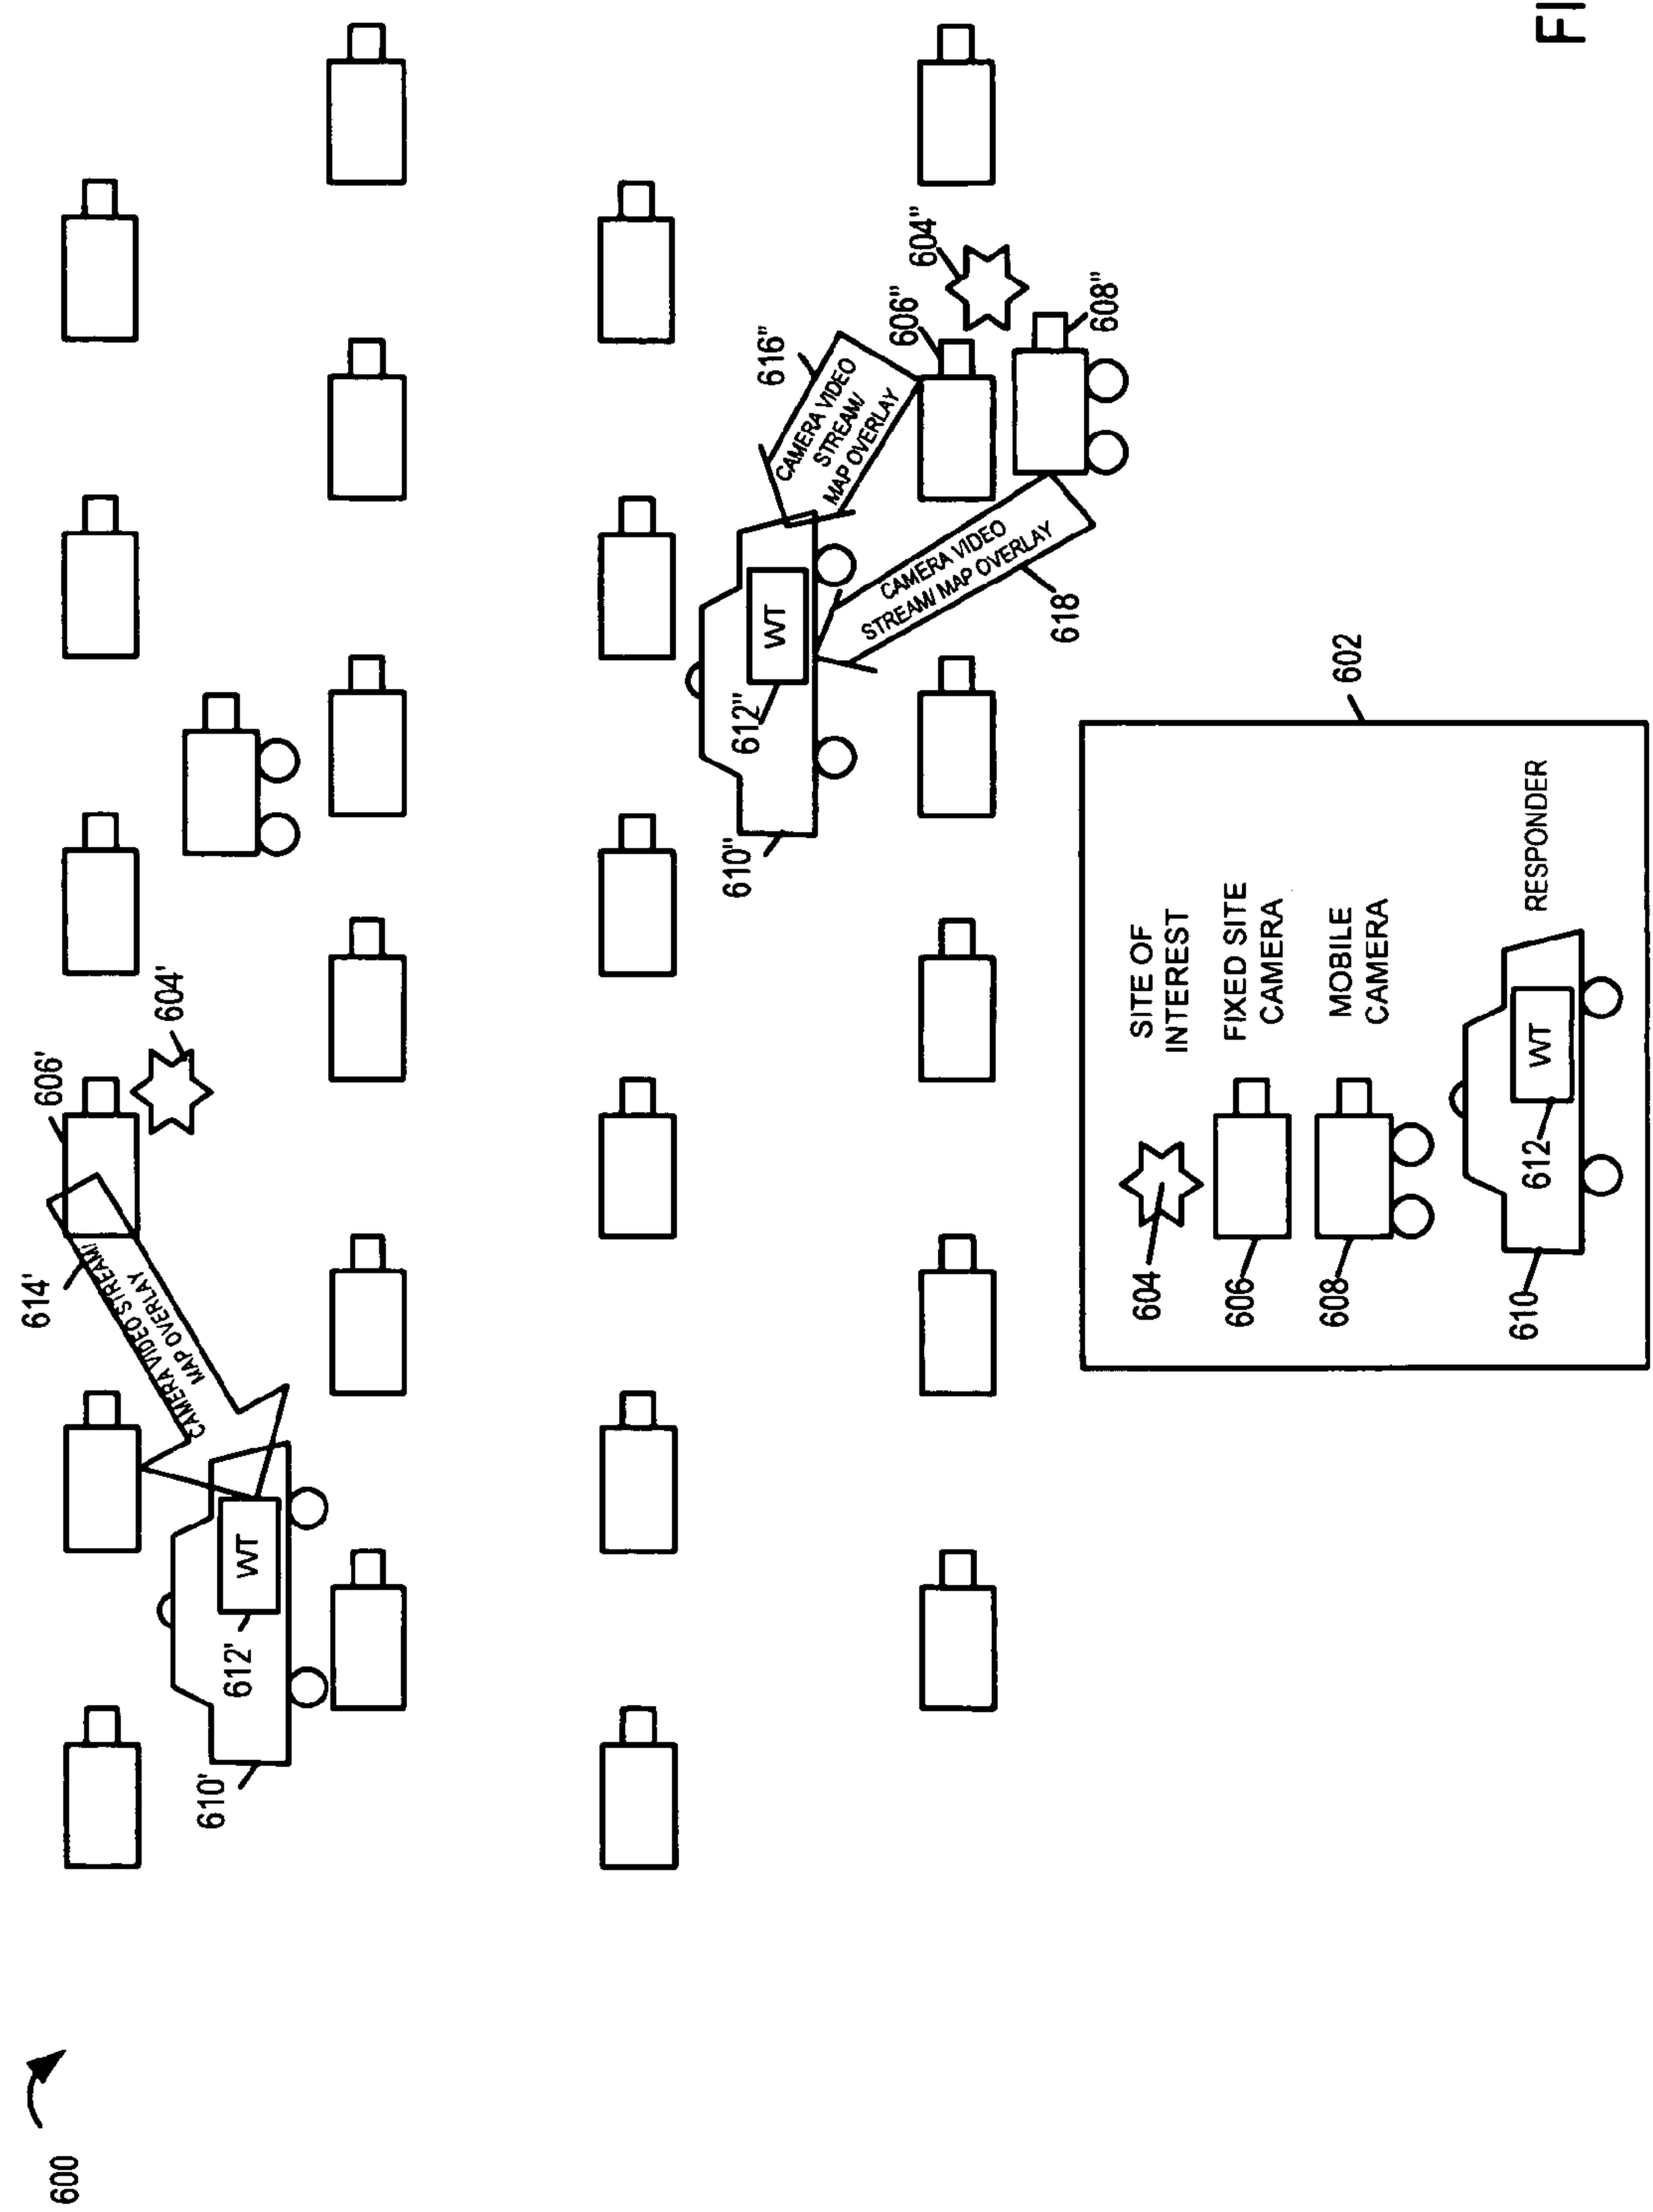 600
614'
606'
604'
CAMERA VIDEO STREAM/
MAP OVERLAY
612'
WT
610'
616"
CAMERA VIDEO
STREAM/
MAP OVERLAY
606"
604"
608"
612"
WT
610"
CAMERA VIDEO
STREAM/ MAP OVERLAY
618
602
604
SITE OF
INTEREST
606
FIXED SITE
CAMERA
608
MOBILE
CAMERA
610
612
WT
RESPONDER